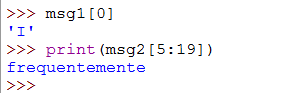 >>> msg1[0]
'I'
>>> print(msg2[5:19])
frequentemente
>>>